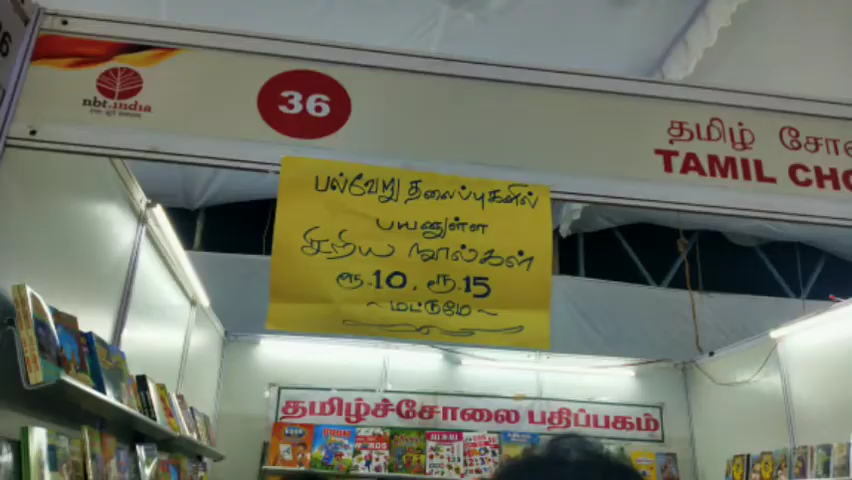 nbt.india
36
தமிழ்
TAMIL CHO
பல்வேறு தலைப்புகளில்
பயனுள்ள
சிறிய நூல்கள்
ரூ.10, ரூ.15
~ மட்டுமே ~
தமிழ்ச்சோலை பதிப்பகம்